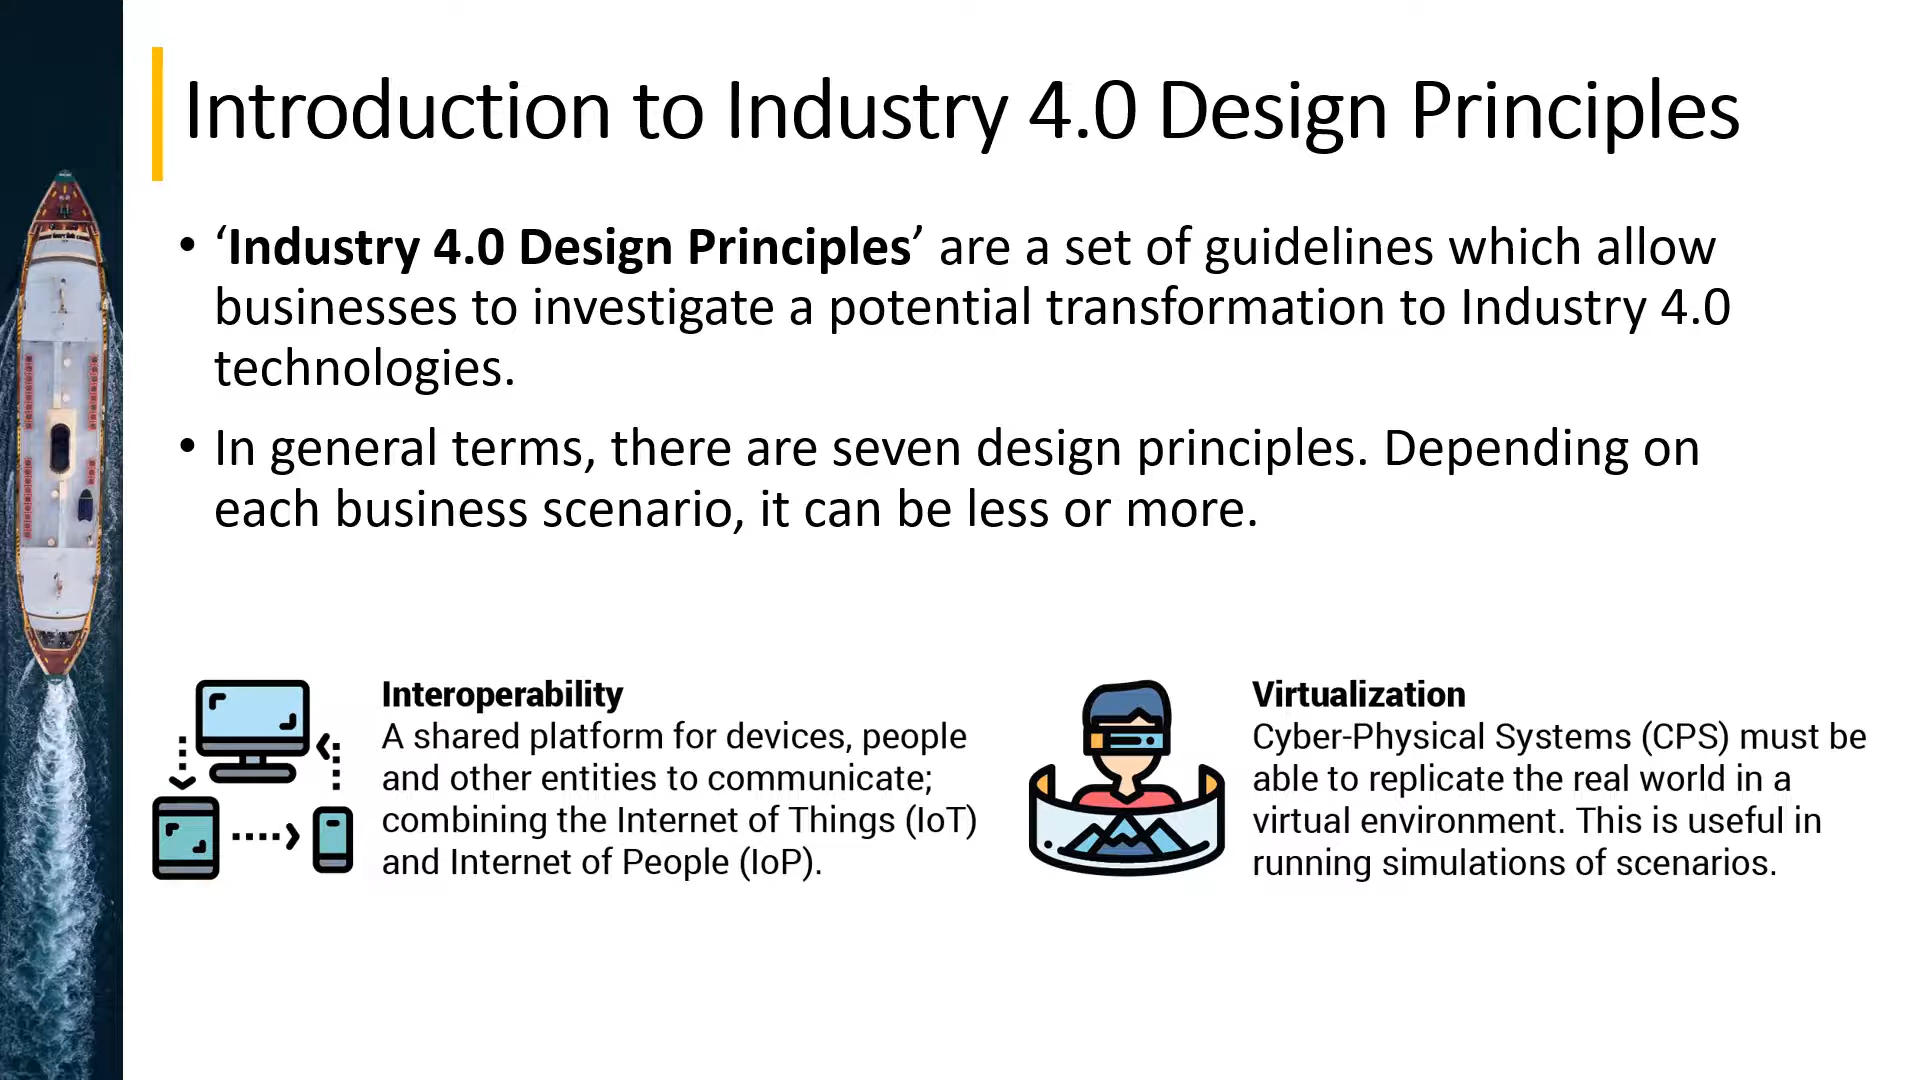 Introduction to Industry 4.0 Design Principles
• ‘Industry 4.0 Design Principles’ are a set of guidelines which allow
businesses to investigate a potential transformation to Industry 4.0
technologies.
• In general terms, there are seven design principles. Depending on
each business scenario, it can be less or more.
Interoperability
A shared platform for devices, people
and other entities to communicate;
combining the Internet of Things (IoT)
and Internet of People (IoP).
Virtualization
Cyber-Physical Systems (CPS) must be
able to replicate the real world in a
virtual environment. This is useful in
running simulations of scenarios.